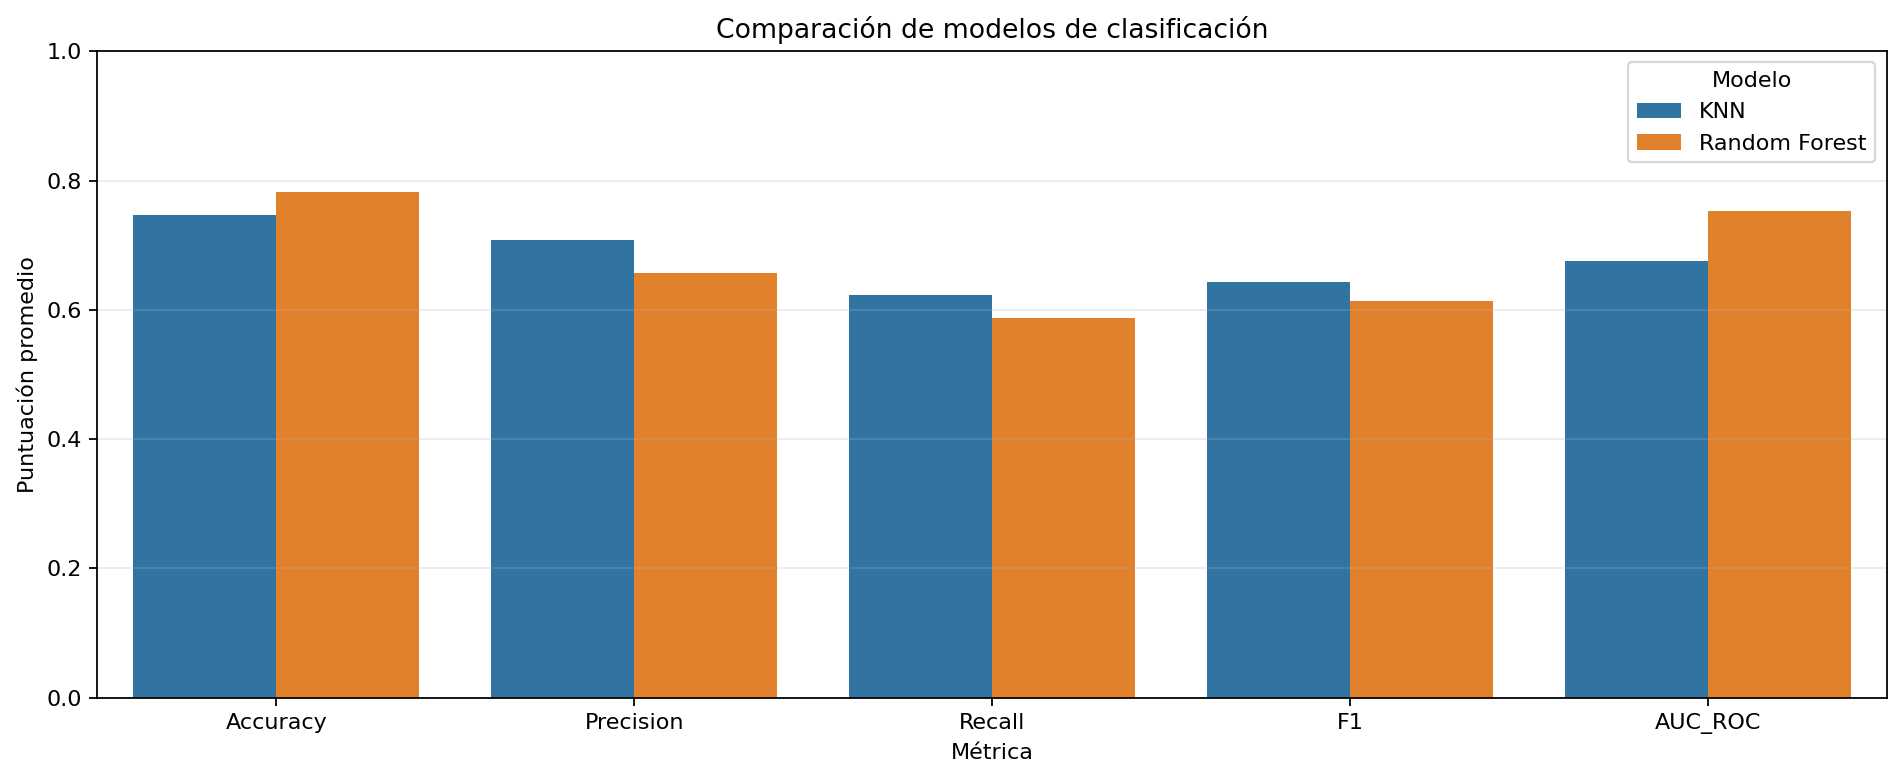 Comparación de modelos de clasificación
Puntuación promedio
1.0
0.8
0.6
0.4
0.2
0.0
Modelo
KNN
Random Forest
Accuracy
Precision
Recall
F1
AUC_ROC
Métrica